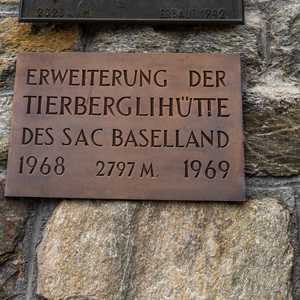 ERWEITERUNG DER
TIERBERGLIHÜTTE
DES SAC BASELLAND
1968 2797 M. 1969